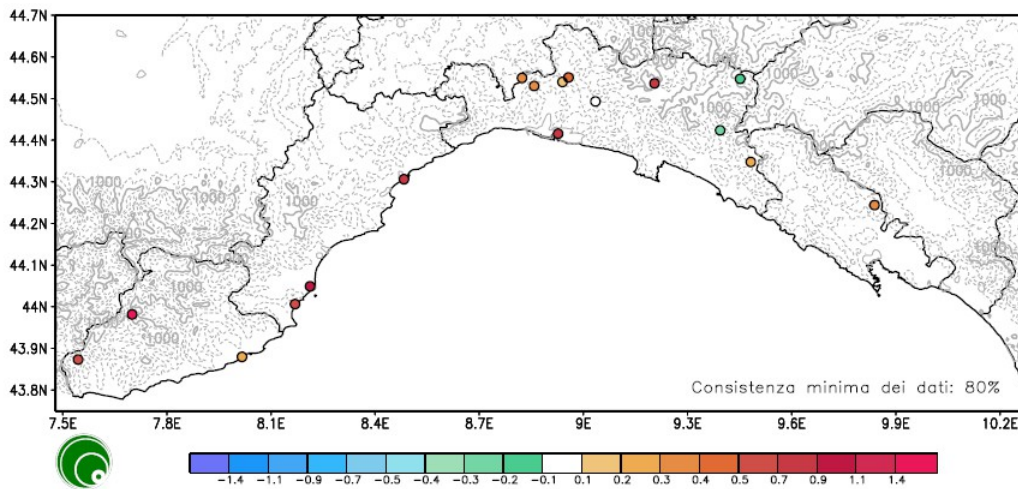 44.7N
44.6N
44.5N
44.4N
44.3N
44.2N
44.1N
44N
43.9N
43.8N
1000 1000
1000
1000 1000
1000
1000
1000 1000
1000
1000
1000
Consistenza minima dei dati: 80%
7.5E 7.8E 8.1E 8.4E 8.7E 9E 9.3E 9.6E 9.9E 10.2E
-1.4 -1.1 -0.9 -0.7 -0.5 -0.4 -0.3 -0.2 -0.1 0.1 0.2 0.3 0.4 0.5 0.7 0.9 1.1 1.4